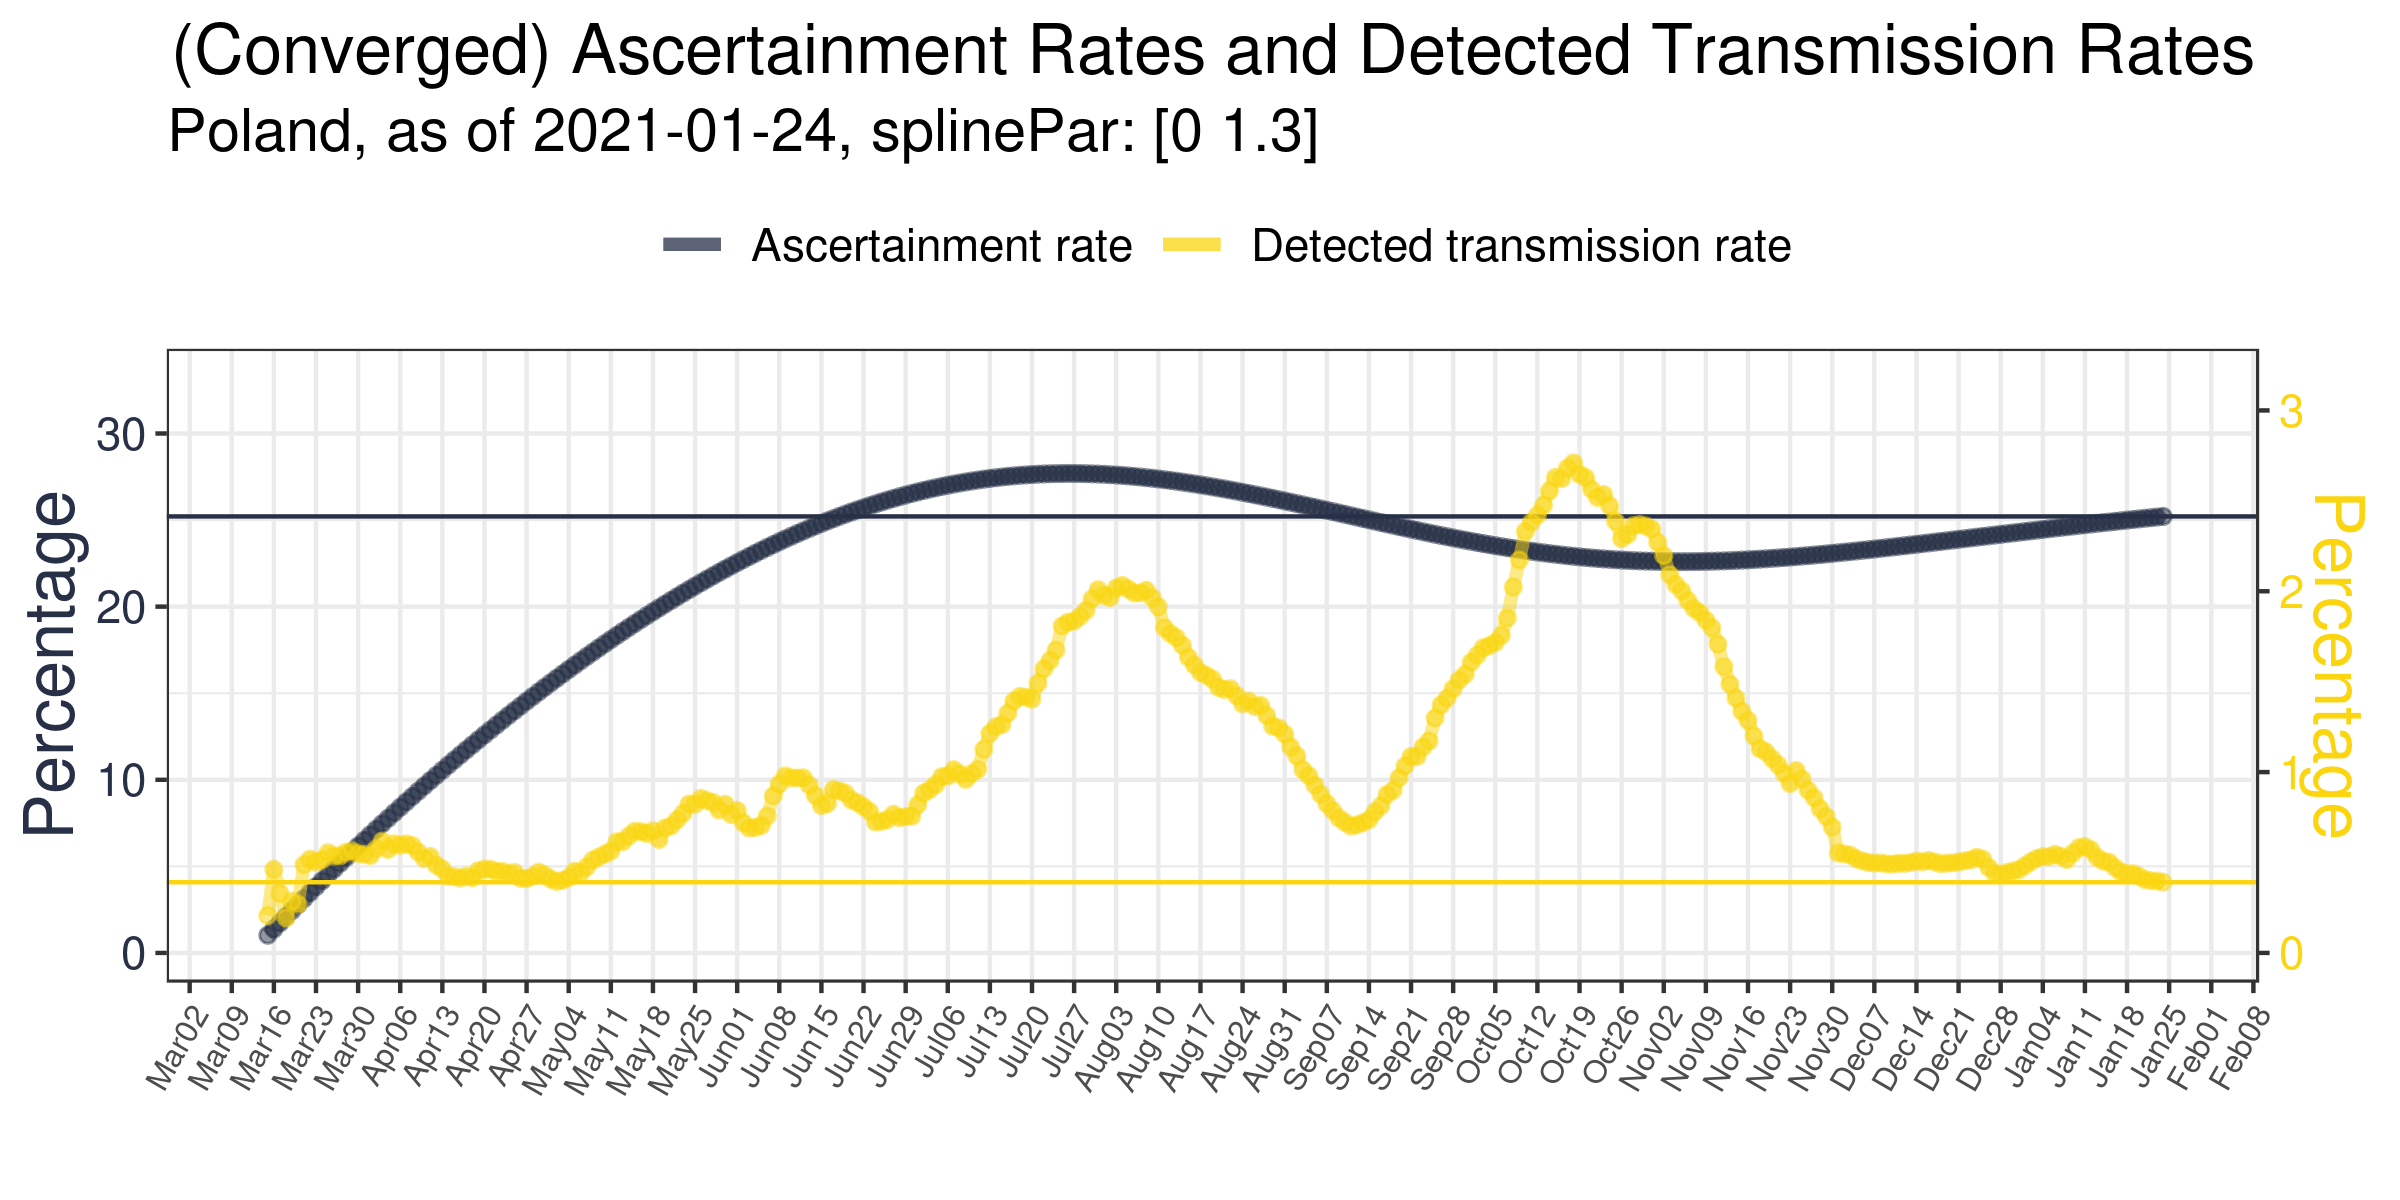 (Converged) Ascertainment Rates and Detected Transmission Rates
Poland, as of 2021-01-24, splinePar: [0 1.3]
Ascertainment rate Detected transmission rate
Percentage
30
20
10
0
3
2
1
0
Percentage
Mar02 Mar09 Mar16 Mar23 Mar30 Apr06 Apr13 Apr20 Apr27 May04 May11 May18 May25 Jun01 Jun08 Jun15 Jun22 Jun29 Jul06 Jul13 Jul20 Jul27 Aug03 Aug10 Aug17 Aug24 Aug31 Sep07 Sep14 Sep21 Sep28 Oct05 Oct12 Oct19 Oct26 Nov02 Nov09 Nov16 Nov23 Nov30 Dec07 Dec14 Dec21 Dec28 Jan04 Jan11 Jan18 Jan25 Feb01 Feb08